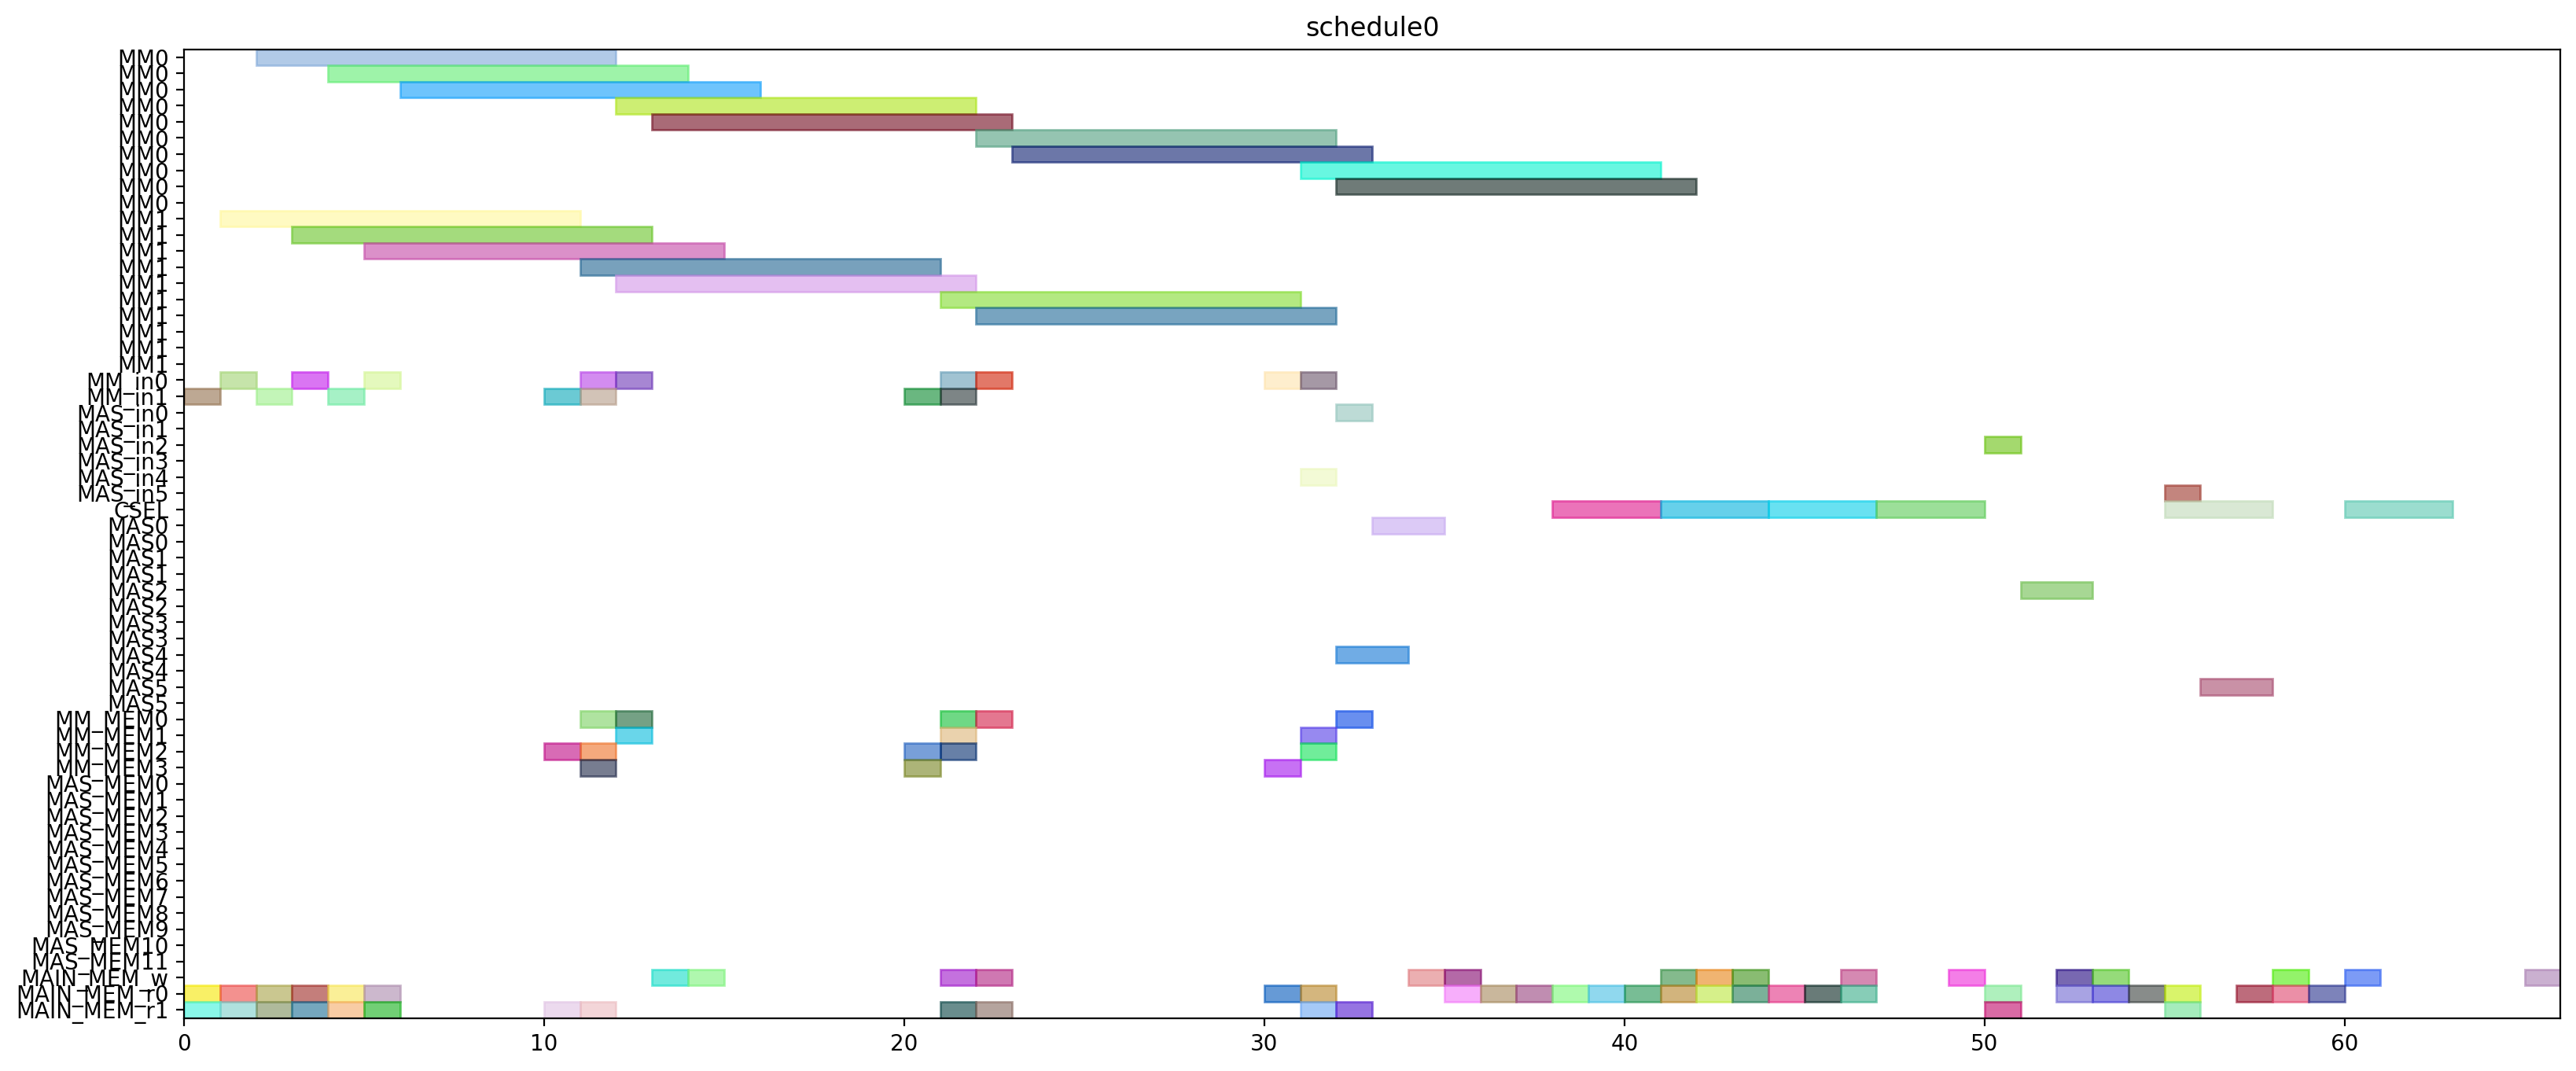 schedule0
MM0
MM0
MM0
MM0
MM0
MM0
MM0
MM0
MM0
MM0
MM1
MM1
MM1
MM1
MM1
MM1
MM1
MM1
MM1
MM1
MM_in0
MM_in1
MAS_in0
MAS_in1
MAS_in2
MAS_in3
MAS_in4
MAS_in5
CSEL
MAS0
MAS0
MAS1
MAS1
MAS2
MAS2
MAS3
MAS3
MAS4
MAS4
MAS5
MAS5
MM_MEM0
MM_MEM1
MM_MEM2
MM_MEM3
MAS_MEM0
MAS_MEM1
MAS_MEM2
MAS_MEM3
MAS_MEM4
MAS_MEM5
MAS_MEM6
MAS_MEM7
MAS_MEM8
MAS_MEM9
MAS_MEM10
MAS_MEM11
MAIN_MEM_w
MAIN_MEM_r0
MAIN_MEM_r1
0 10 20 30 40 50 60